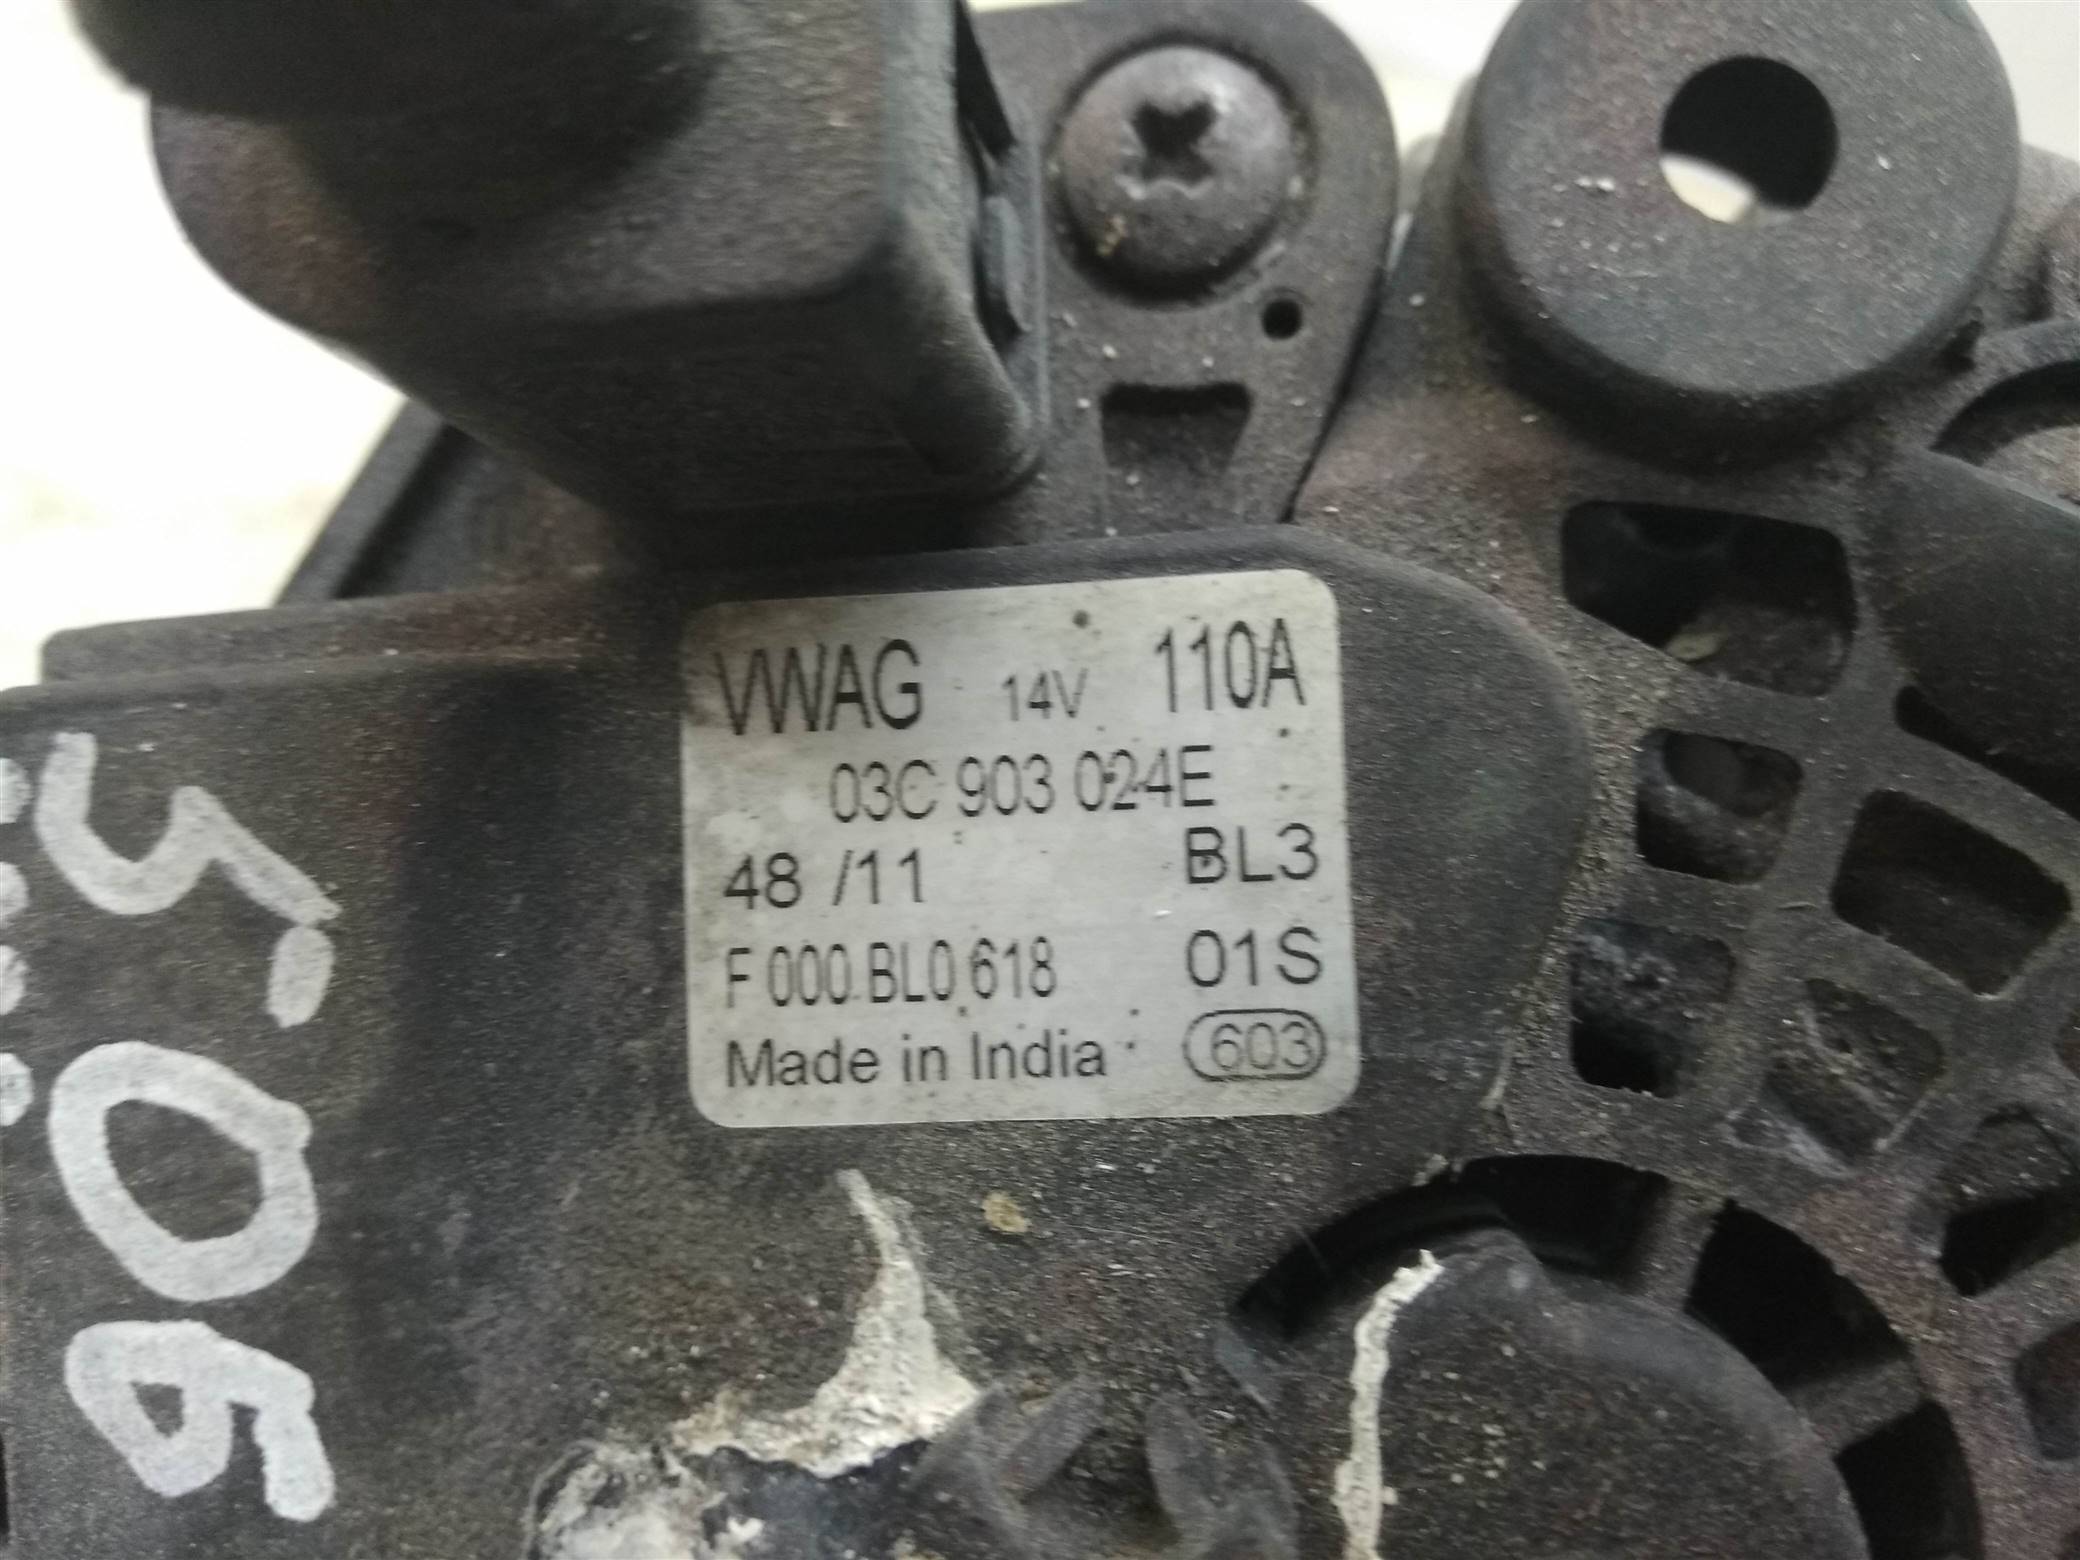 VWAG 14V 110A
03C 903 024E
48 /11 BL3
F 000 BL0 618 01S
Made in India 603